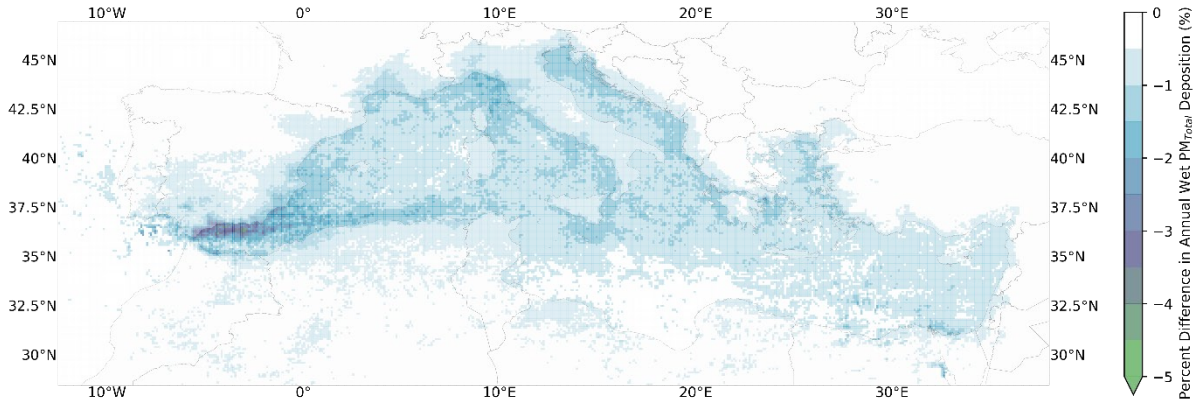 10°W 0° 10°E 20°E 30°E
45°N 45°N
42.5°N 42.5°N
40°N 40°N
37.5°N 37.5°N
35°N 35°N
32.5°N 32.5°N
30°N 30°N
10°W 0° 10°E 20°E 30°E
0
−1
−2
−3
−4
−5
Percent Difference in Annual Wet PM_Total Deposition (%)